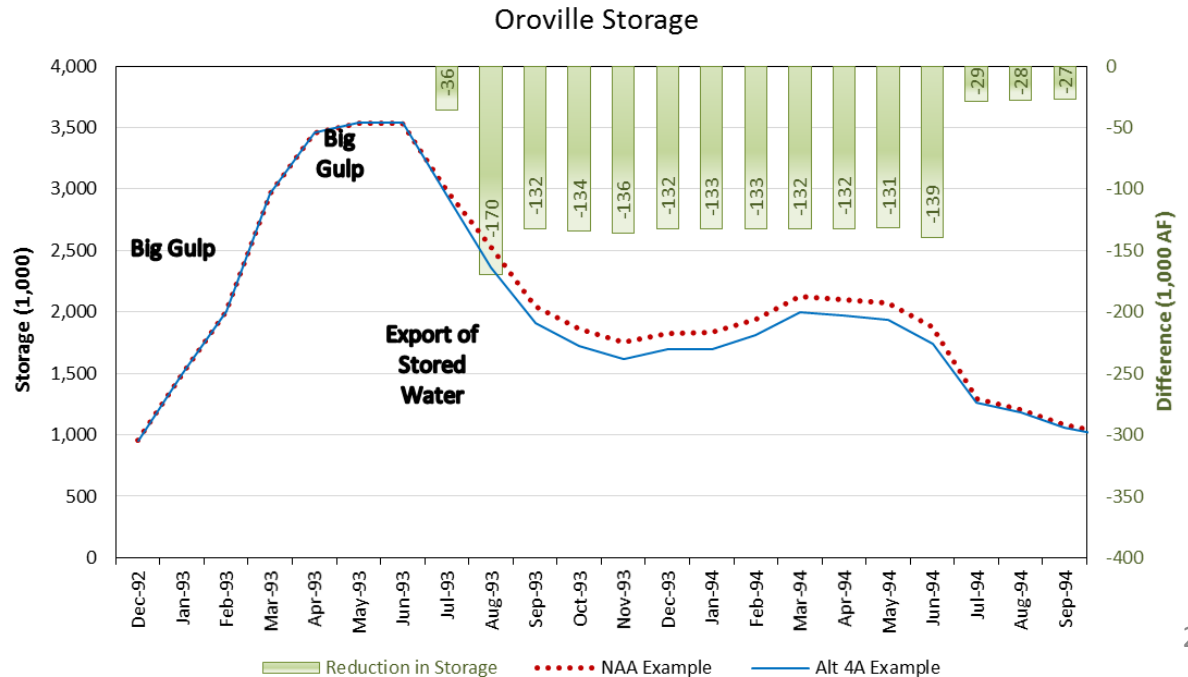 Oroville Storage
4,000
3,500
3,000
2,500
2,000
1,500
1,000
500
0
Storage (1,000)
Big Gulp
Big
Gulp
Export of
Stored
Water
-36
-170
-132
-134
-136
-132
-133
-133
-132
-132
-131
-139
-29
-28
-27
0
-50
-100
-150
-200
-250
-300
-350
-400
Difference (1,000 AF)
Dec-92
Jan-93
Feb-93
Mar-93
Apr-93
May-93
Jun-93
Jul-93
Aug-93
Sep-93
Oct-93
Nov-93
Dec-93
Jan-94
Feb-94
Mar-94
Apr-94
May-94
Jun-94
Jul-94
Aug-94
Sep-94
Reduction in Storage
NAA Example
Alt 4A Example